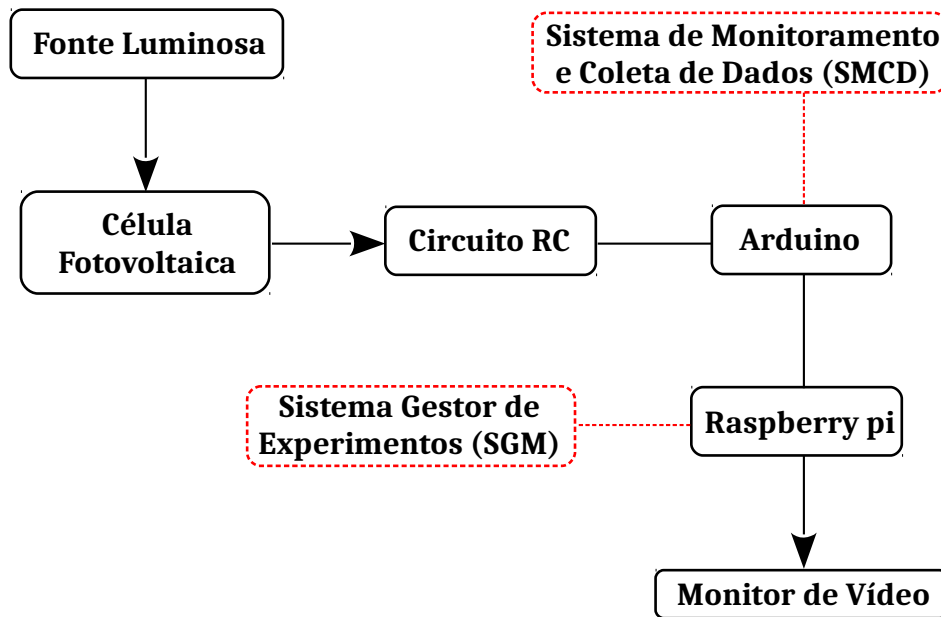 Fonte Luminosa
Sistema de Monitoramento
e Coleta de Dados (SMCD)
Célula
Fotovoltaica
Circuito RC
Arduino
Sistema Gestor de
Experimentos (SGM)
Raspberry pi
Monitor de Vídeo